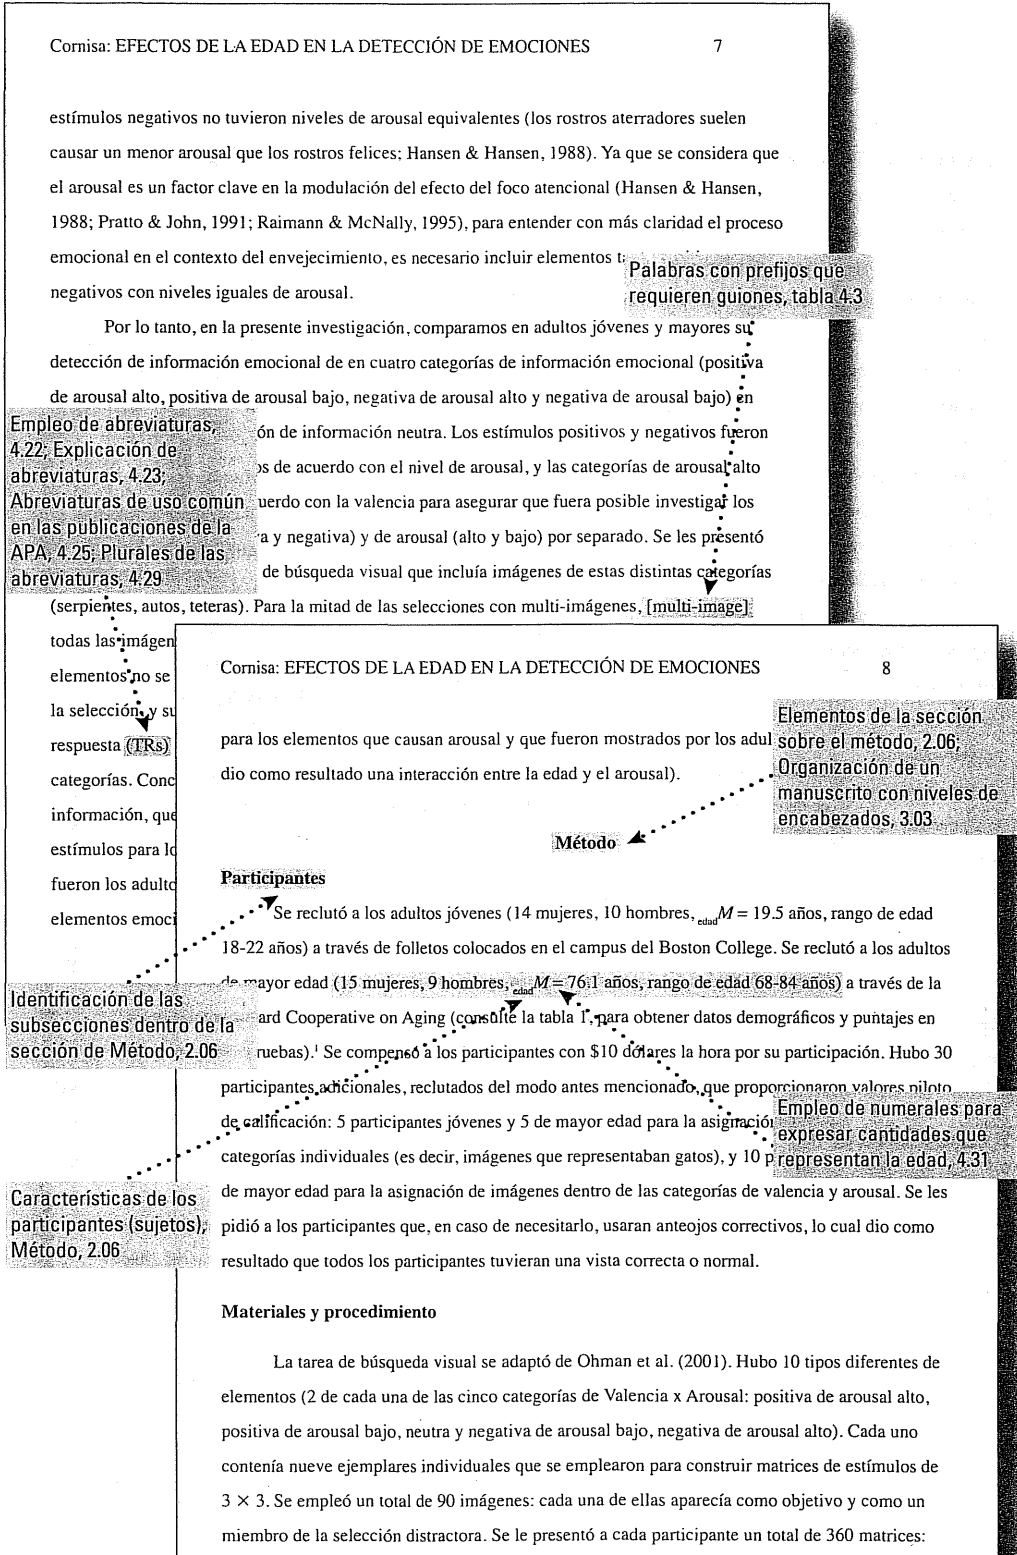 Cornisa: EFECTOS DE LA EDAD EN LA DETECCIÓN DE EMOCIONES 7
estímulos negativos no tuvieron niveles de arousal equivalentes (los rostros aterradores suelen
causar un menor arousal que los rostros felices; Hansen & Hansen, 1988). Ya que se considera que
el arousal es un factor clave en la modulación del efecto del foco atencional (Hansen & Hansen,
1988; Pratto & John, 1991; Raimann & McNally, 1995), para entender con más claridad el proceso
emocional en el contexto del envejecimiento, es necesario incluir elementos
negativos con niveles iguales de arousal.
Palabras con prefijos que
requieren guiones, tabla 4.3
Por lo tanto, en la presente investigación, comparamos en adultos jóvenes y mayores su
detección de información emocional de en cuatro categorías de información emocional (positiva
de arousal alto, positiva de arousal bajo, negativa de arousal alto y negativa de arousal bajo) en
ón de información neutra. Los estímulos positivos y negativos fueron
os de acuerdo con el nivel de arousal, y las categorías de arousal alto
uerdo con la valencia para asegurar que fuera posible investigar los
va y negativa) y de arousal (alto y bajo) por separado. Se les presentó
de búsqueda visual que incluía imágenes de estas distintas categorías
(serpientes, autos, teteras). Para la mitad de las selecciones con multi-imágenes, [multi-image]
todas las imágen
elementos no se
la selección, y su
respuesta (TRs)
categorías. Conc
información, que
estímulos para lo
fueron los adulto
elementos emoci
Empleo de abreviaturas,
4.22; Explicación de
abreviaturas, 4.23;
Abreviaturas de uso común
en las publicaciones de la
APA, 4.25; Plurales de las
abreviaturas, 4.29
Cornisa: EFECTOS DE LA EDAD EN LA DETECCIÓN DE EMOCIONES 8
para los elementos que causan arousal y que fueron mostrados por los adul
dio como resultado una interacción entre la edad y el arousal).
Elementos de la sección
sobre el método, 2.06;
Organización de un
manuscrito con niveles de
encabezados, 3.03
Método
Participantes
Se reclutó a los adultos jóvenes (14 mujeres, 10 hombres, edad M = 19.5 años, rango de edad
18-22 años) a través de folletos colocados en el campus del Boston College. Se reclutó a los adultos
de mayor edad (15 mujeres, 9 hombres, edad M = 76.1 años, rango de edad 68-84 años) a través de la
ard Cooperative on Aging (consulte la tabla 1, para obtener datos demográficos y puntajes en
ruebas).¹ Se compensó a los participantes con $10 dólares la hora por su participación. Hubo 30
participantes adicionales, reclutados del modo antes mencionado, que proporcionaron valores piloto
de calificación: 5 participantes jóvenes y 5 de mayor edad para la asignació
categorías individuales (es decir, imágenes que representaban gatos), y 10 p
de mayor edad para la asignación de imágenes dentro de las categorías de valencia y arousal. Se les
pidió a los participantes que, en caso de necesitarlo, usaran anteojos correctivos, lo cual dio como
resultado que todos los participantes tuvieran una vista correcta o normal.
Identificación de las
subsecciones dentro de la
sección de Método, 2.06
Empleo de numerales para
expresar cantidades que
representan la edad, 4.31
Características de los
participantes (sujetos),
Método, 2.06
Materiales y procedimiento
La tarea de búsqueda visual se adaptó de Ohman et al. (2001). Hubo 10 tipos diferentes de
elementos (2 de cada una de las cinco categorías de Valencia x Arousal: positiva de arousal alto,
positiva de arousal bajo, neutra y negativa de arousal bajo, negativa de arousal alto). Cada uno
contenía nueve ejemplares individuales que se emplearon para construir matrices de estímulos de
3 × 3. Se empleó un total de 90 imágenes: cada una de ellas aparecía como objetivo y como un
miembro de la selección distractora. Se le presentó a cada participante un total de 360 matrices: